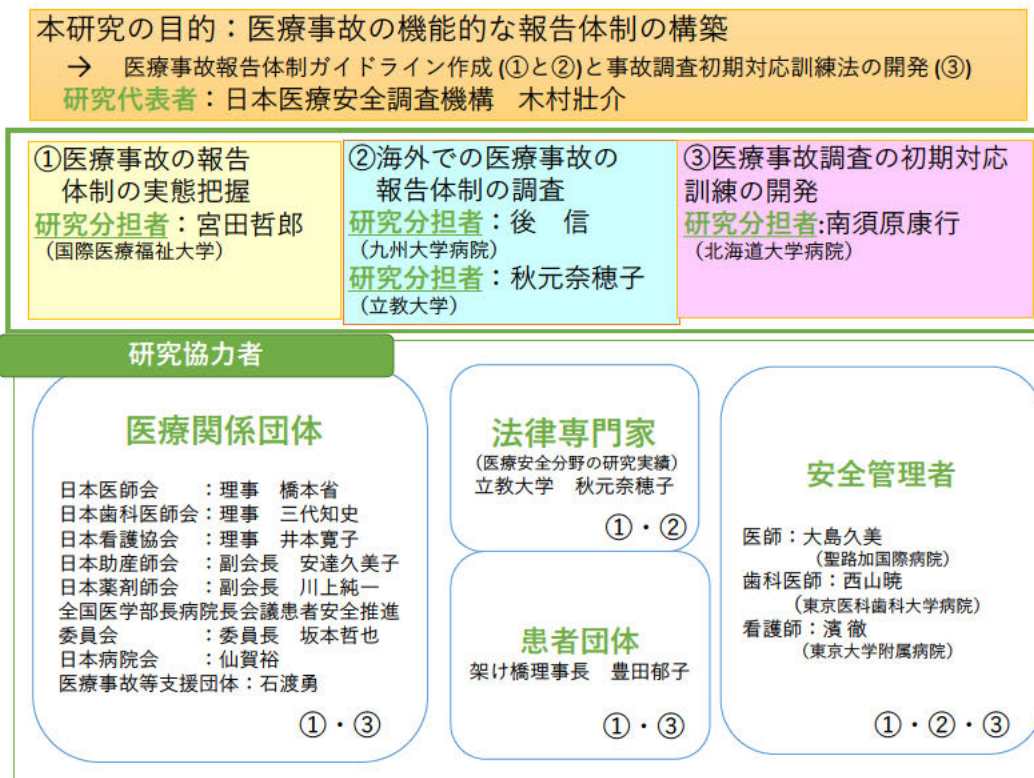 本研究の目的：医療事故の機能的な報告体制の構築
→ 医療事故報告体制ガイドライン作成(①と②)と事故調査初期対応訓練法の開発(③)
研究代表者：日本医療安全調査機構 木村壯介
①医療事故の報告
体制の実態把握
研究分担者：宮田哲郎
(国際医療福祉大学)
②海外での医療事故の
報告体制の調査
研究分担者：後 信
(九州大学病院)
研究分担者：秋元奈穂子
(立教大学)
③医療事故調査の初期対応
訓練の開発
研究分担者:南須原康行
(北海道大学病院)
研究協力者
医療関係団体
日本医師会 ：理事 橋本省
日本歯科医師会：理事 三代知史
日本看護協会 ：理事 井本寛子
日本助産師会 ：副会長 安達久美子
日本薬剤師会 ：副会長 川上純一
全国医学部長病院長会議患者安全推進
委員会 ：委員長 坂本哲也
日本病院会 ：仙賀裕
医療事故等支援団体：石渡勇
①・③
法律専門家
(医療安全分野の研究実績)
立教大学 秋元奈穂子
①・②
患者団体
架け橋理事長 豊田郁子
①・③
安全管理者
医師：大島久美
(聖路加国際病院)
歯科医師：西山暁
(東京医科歯科大学病院)
看護師：濱 徹
(東京大学附属病院)
①・②・③